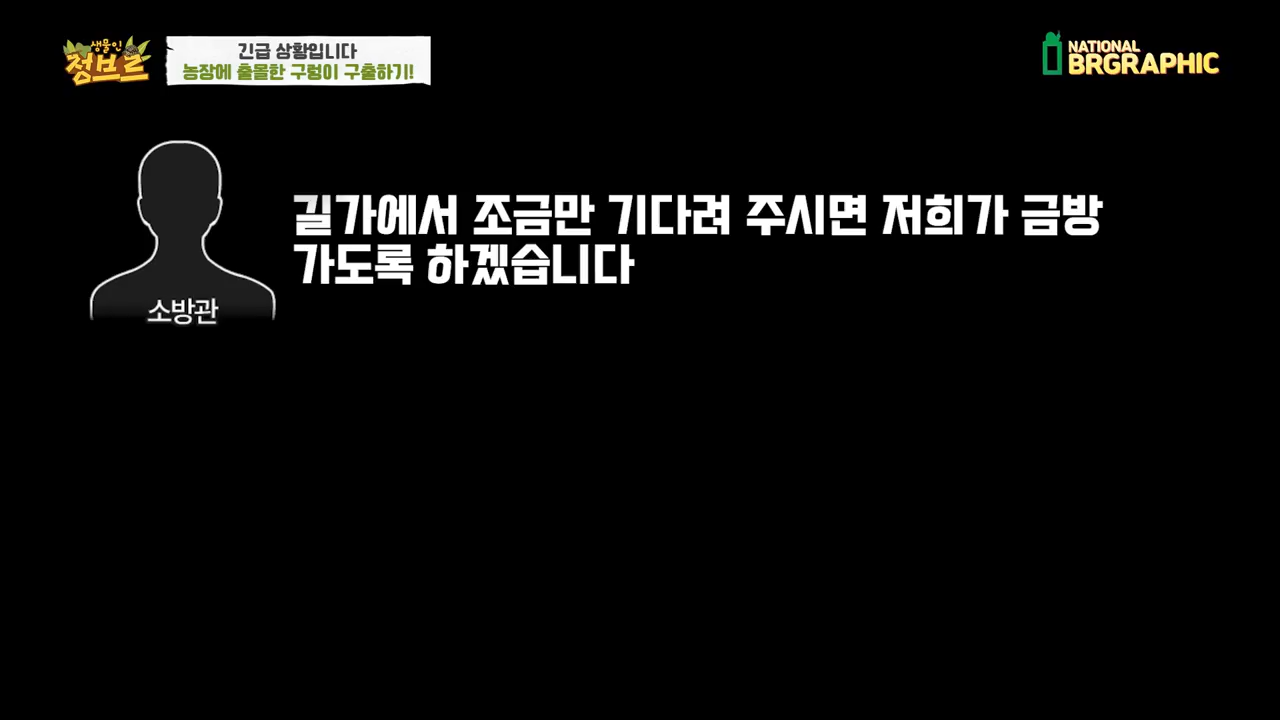 생물인
정브르
긴급 상황입니다
농장에 출몰한 구렁이 구출하기!
NATIONAL
BRGRAPHIC
길가에서 조금만 기다려 주시면 저희가 금방
가도록 하겠습니다
소방관